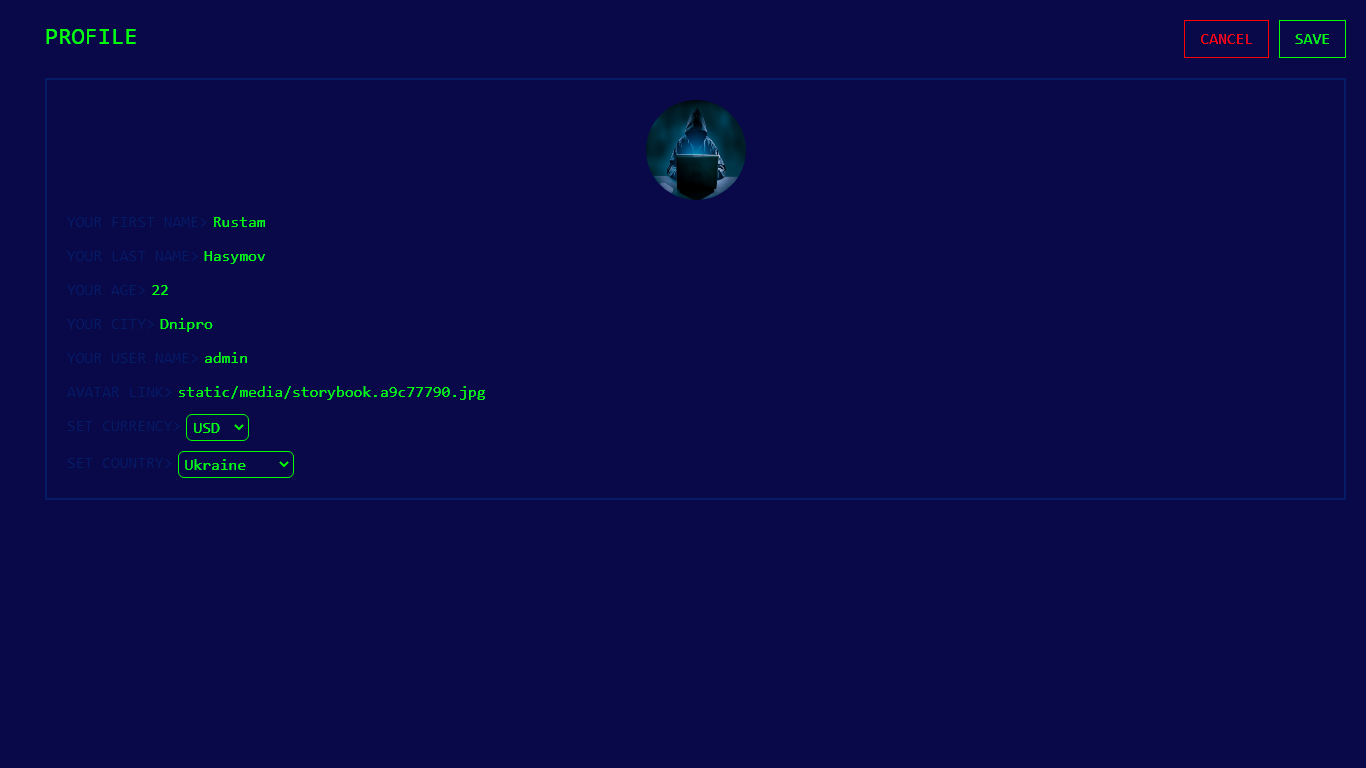 PROFILE
CANCEL SAVE
YOUR FIRST NAME> Rustam
YOUR LAST NAME> Hasymov
YOUR AGE> 22
YOUR CITY> Dnipro
YOUR USER NAME> admin
AVATAR LINK> static/media/storybook.a9c77790.jpg
SET CURRENCY> USD
SET COUNTRY> Ukraine